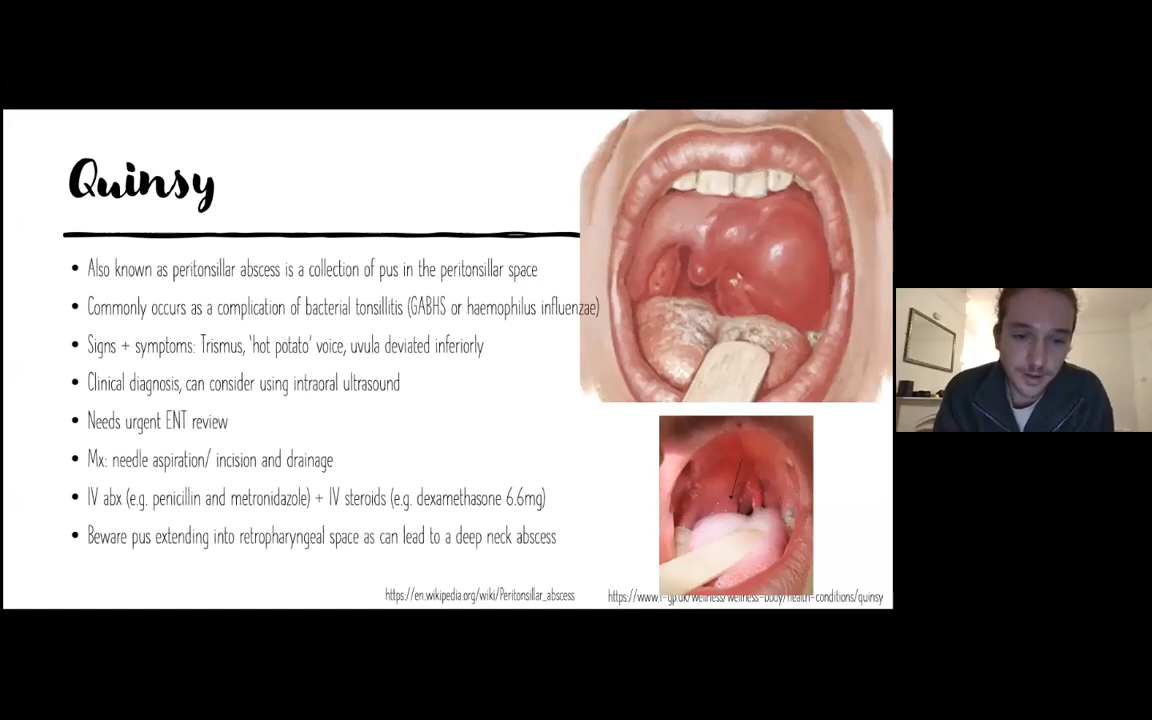 Quinsy
• Also known as peritonsillar abscess is a collection of pus in the peritonsillar space
• Commonly occurs as a complication of bacterial tonsillitis (GABHS or haemophilus influenzae)
• Signs + symptoms: Trismus, 'hot potato' voice, uvula deviated inferiorly
• Clinical diagnosis, can consider using intraoral ultrasound
• Needs urgent ENT review
• Mx: needle aspiration/ incision and drainage
• IV abx (e.g. penicillin and metronidazole) + IV steroids (e.g. dexamethasone 6.6mg)
• Beware pus extending into retropharyngeal space as can lead to a deep neck abscess
https://en.wikipedia.org/wiki/Peritonsillar_abscess